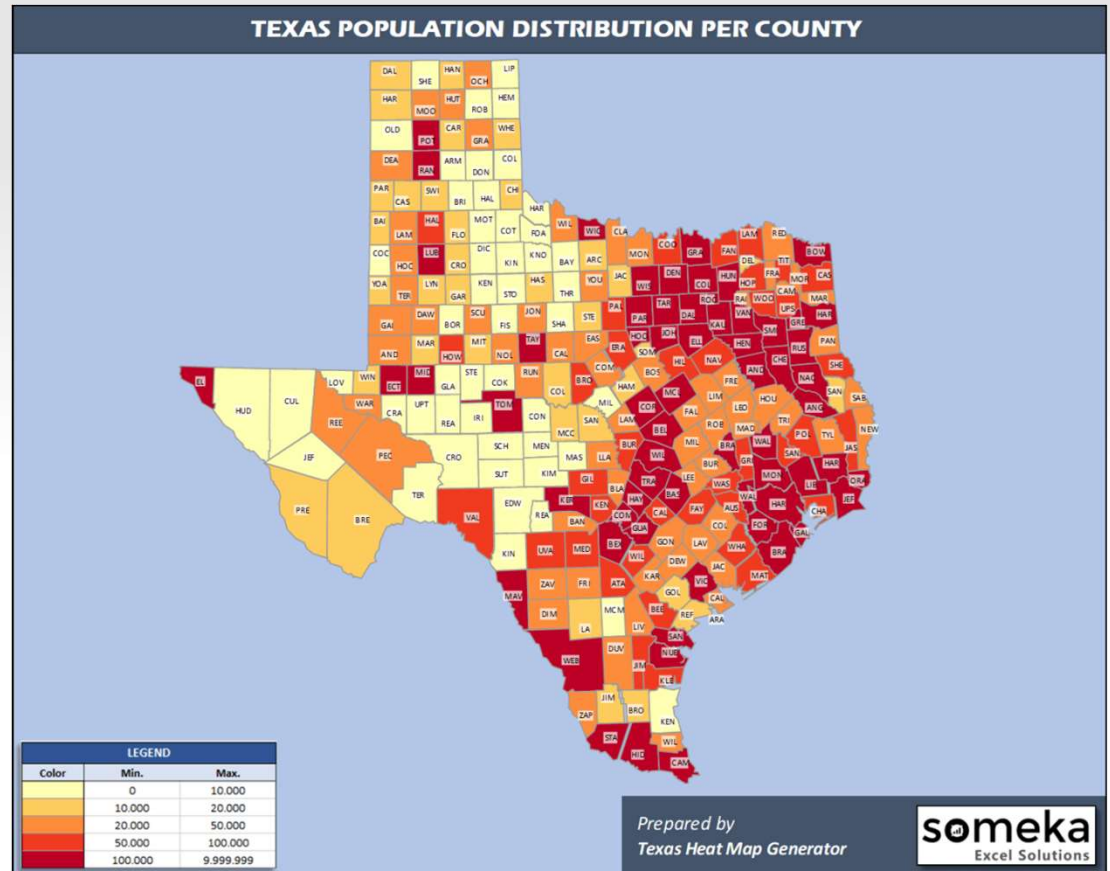 TEXAS POPULATION DISTRIBUTION PER COUNTY
DAL SHE HAN OCH LIP
HAR MOO HUT ROB HEM
OLD POT CAR GRA WHE
DEA RAN ARM DON COL
PAR CAS SWI BRI HAL CHI
HAR
BAI LAM HAL FLO MOT COT FOA WIL WIC CLA MON COO GRA FAN LAM RED BOW
DEL TIT
COC HOC LUB CRO DIC KIN KNO BAY ARC
YOA TER LYN GAR KEN STO HAS THR YOU JAC WIS DEN COL HUN HOP FRA MOR CAS
CAM
ROC RAI WOO UPS MAR
GAI DAW BOR SCU FIS JON SHA STE PAL PAR TAR DAL KAL VAN SMI GRE HAR
AND MAR HOW MIT NOL TAY CAL EAS ERA HOO JOH ELL HEN CHE RUS PAN
SOM
EL HUD CUL LOV WIN ECT MID GLA STE COK RUN COL BRO COM HAM BOS HIL NAV AND NAC SHE
WAR CRA UPT REA IRI TOM CON MIL COR MCL LIM FRE LEO HOU ANG SAN SAB
REE JEF PEC CRO SCH MEN MCC SAN LAM BEL FAL ROB MAD TRI POL TYL JAS NEW
SUT KIM MAS LLA BUR WIL MIL BRA GRI WAL SAN
PRE BRE TER VAL EDW REA KER GIL BLA TRA LEE BUR WAS MON LIB HAR ORA
KEN HAY BAS FAY AUS WAL HAR CHA JEF
BAN COM CAL COL FOR GAL
KIN UVA MED BEX GUA GON LAV WHA BRA
WIL DEW JAC MAT
MAV ZAV FRI ATA KAR VIC CAL
GOL
DIM LA MCM LIV BEE REF ARA
WEB DUV JIM SAN
NUE
KLE
ZAP JIM BRO KEN
STA HID WIL
CAM
LEGEND
Color Min. Max.
0 10.000
10.000 20.000
20.000 50.000
50.000 100.000
100.000 9.999.999
Prepared by
Texas Heat Map Generator
someka
Excel Solutions